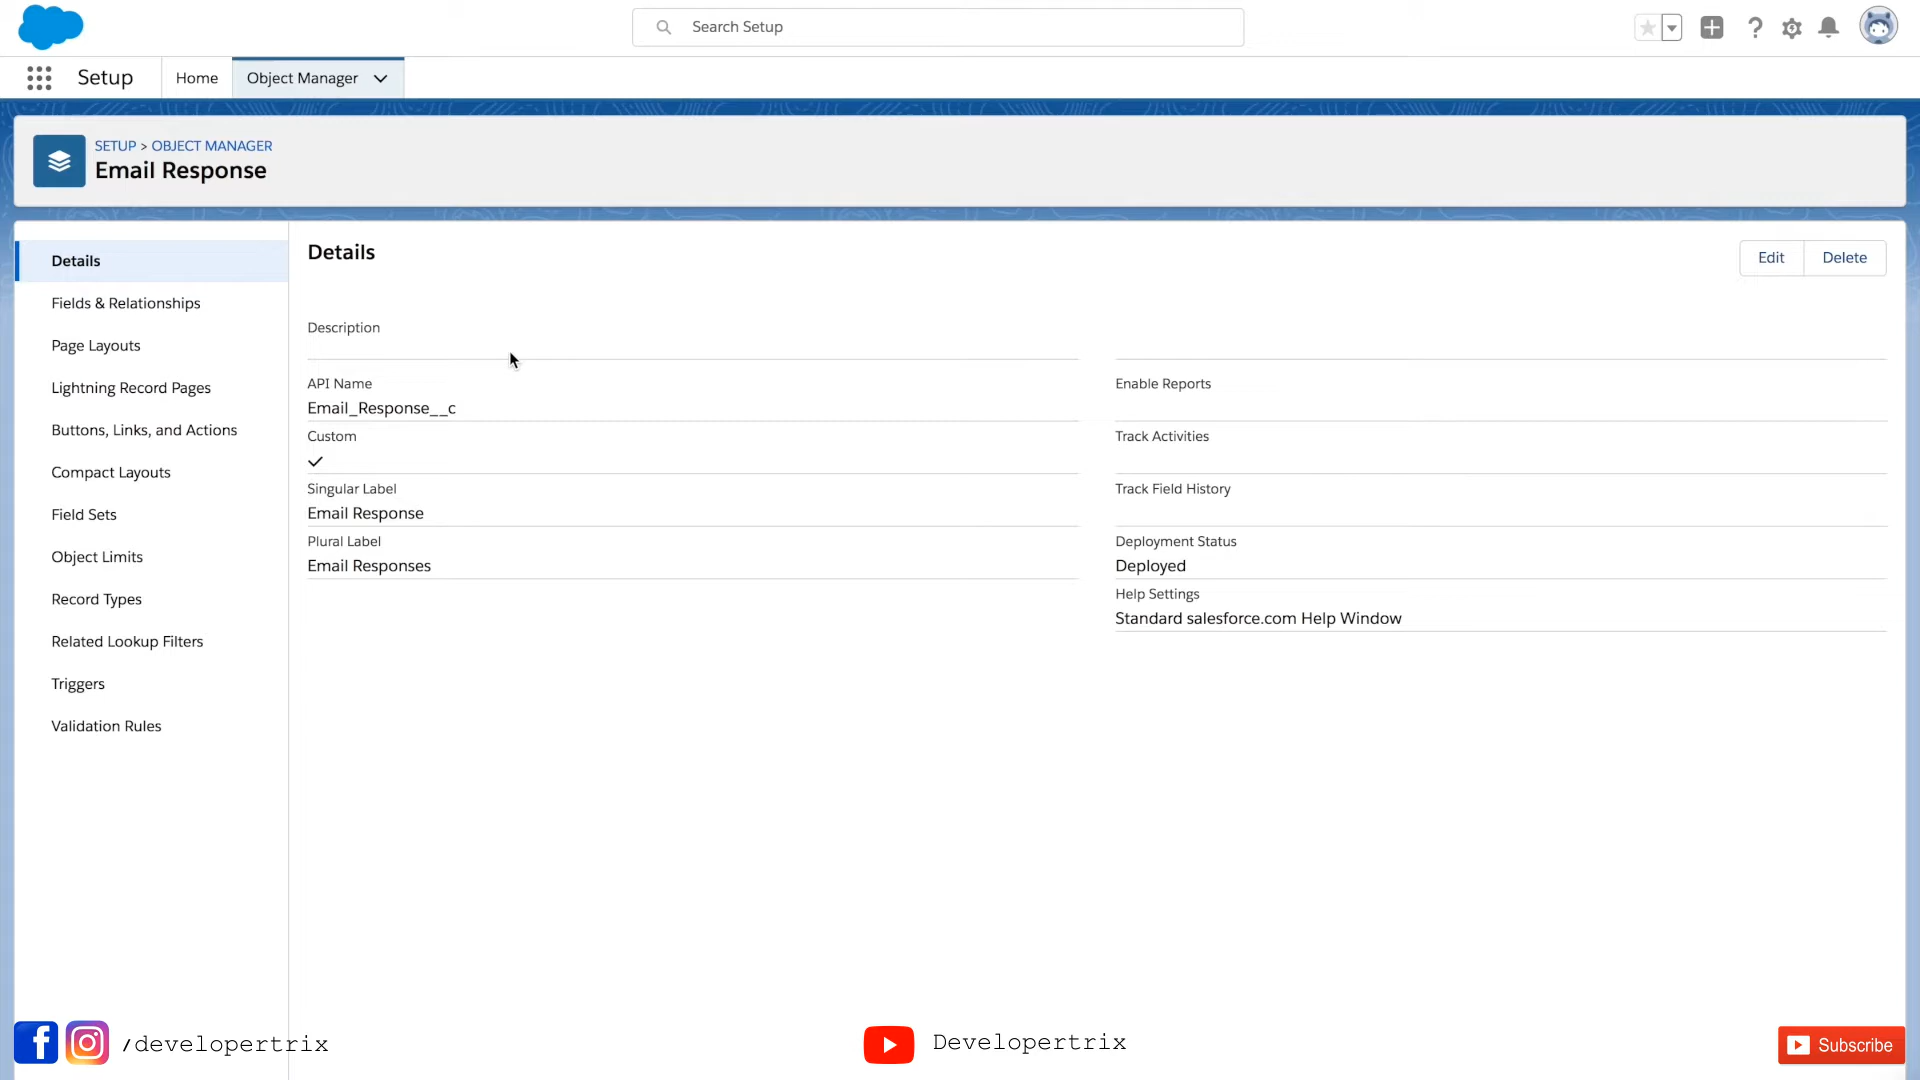 Search Setup
Setup
Home
Object Manager
SETUP > OBJECT MANAGER
Email Response
Details
Fields & Relationships
Page Layouts
Lightning Record Pages
Buttons, Links, and Actions
Compact Layouts
Field Sets
Object Limits
Record Types
Related Lookup Filters
Triggers
Validation Rules
Details
Edit
Delete
Description
API Name
Email_Response__c
Custom
Singular Label
Email Response
Plural Label
Email Responses
Enable Reports
Track Activities
Track Field History
Deployment Status
Deployed
Help Settings
Standard salesforce.com Help Window
/developertrix
Developertrix
Subscribe